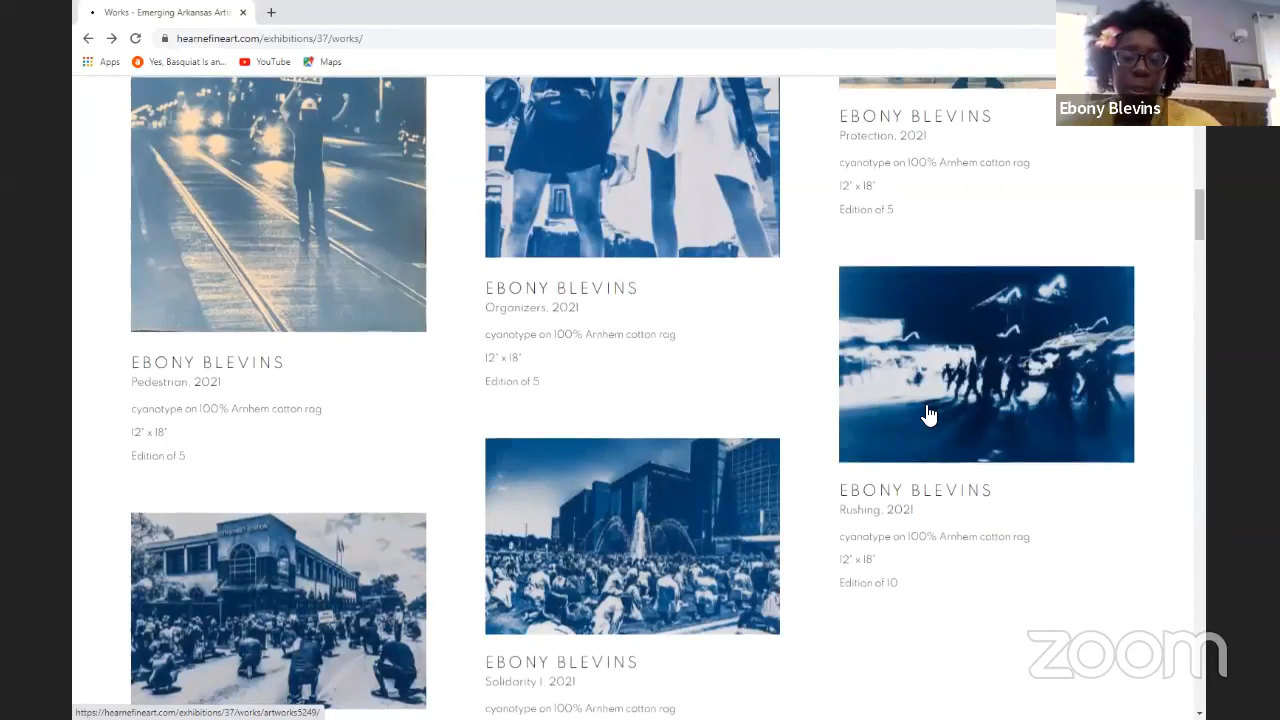 Works - Emerging Arkansas Arti
hearnefineart.com/exhibitions/37/works/
Apps
Yes, Basquiat Is an...
YouTube
Maps
Ebony Blevins
EBONY BLEVINS
Pedestrian, 2021
cyanotype on 100% Arnhem cotton rag
12" x 18"
Edition of 5
EBONY BLEVINS
Organizers, 2021
cyanotype on 100% Arnhem cotton rag
12" x 18"
Edition of 5
EBONY BLEVINS
Solidarity I, 2021
cyanotype on 100% Arnhem cotton rag
EBONY BLEVINS
Protection, 2021
cyanotype on 100% Arnhem cotton rag
12" x 18"
Edition of 5
EBONY BLEVINS
Rushing, 2021
cyanotype on 100% Arnhem cotton rag
12" x 18"
Edition of 10
zoom
https://hearnefineart.com/exhibitions/37/works/artworks5249/